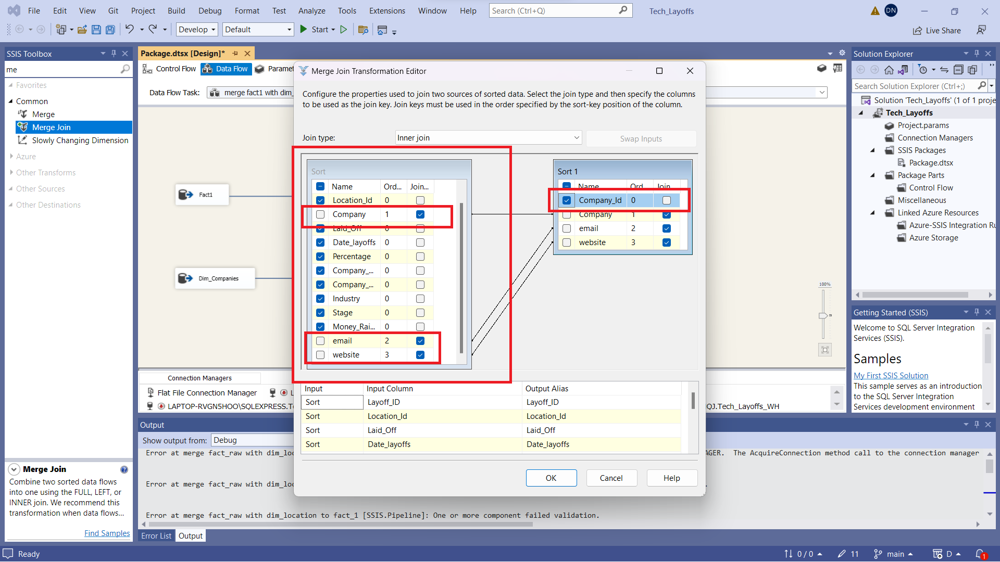 File Edit View Git Project Build Debug Format Test Analyze Tools Extensions Window Help Search (Ctrl+Q) Tech_Layoffs DN
Develop Default Start Live Share
SSIS Toolbox
me
Favorites
Common
Merge
Merge Join
Slowly Changing Dimension
Azure
Other Transforms
Other Sources
Other Destinations
Merge Join
Combine two sorted data flows
into one using the FULL, LEFT, or
INNER join. We recommend this
transformation when data flows...
Find Samples
Package.dtsx [Design]*
Control Flow Data Flow Paramet
Data Flow Task: merge fact1 with dim_
Fact1
Dim_Companies
100%
Connection Managers
Flat File Connection Manager
LAPTOP-RVGN5HOO\SQLEXPRESS.T
QJ.Tech_Layoffs_WH
Merge Join Transformation Editor
Configure the properties used to join two sources of sorted data. Select the join type and then specify the columns
to be used as the join key. Join keys must be used in the order specified by the sort-key position of the column.
Join type: Inner join Swap Inputs
Sort
Name Ord... Join...
Location_Id 0
Company 1
Laid_Off 0
Date_layoffs 0
Percentage 0
Company_... 0
Company_... 0
Industry 0
Stage 0
Money_Rai... 0
email 2
website 3
Sort 1
Name Ord Join
Company_Id 0
Company 1
email 2
website 3
Input Input Column Output Alias
Sort Layoff_ID Layoff_ID
Sort Location_Id Location_Id
Sort Laid_Off Laid_Off
Sort Date_layoffs Date_layoffs
OK Cancel Help
Output
Show output from: Debug
Error at merge fact_raw with dim_loc AGER. The AcquireConnection method call to the connection manager
Error at merge fact_raw with dim_loc
Error at merge fact_raw with dim_location to fact_1 [SSIS.Pipeline]: One or more component failed validation.
Error List Output
Solution Explorer
Search Solution Explorer (Ctrl+;)
Solution 'Tech_Layoffs' (1 of 1 proje
Tech_Layoffs
Project.params
Connection Managers
SSIS Packages
Package.dtsx
Package Parts
Control Flow
Miscellaneous
Linked Azure Resources
Azure-SSIS Integration Ru
Azure Storage
Getting Started (SSIS)
Welcome to SQL Server Integration
Services (SSIS).
Samples
My First SSIS Solution
This sample serves as an introduction
to the SQL Server Integration
Services development environment
Ready 0 / 0 11 main D 1